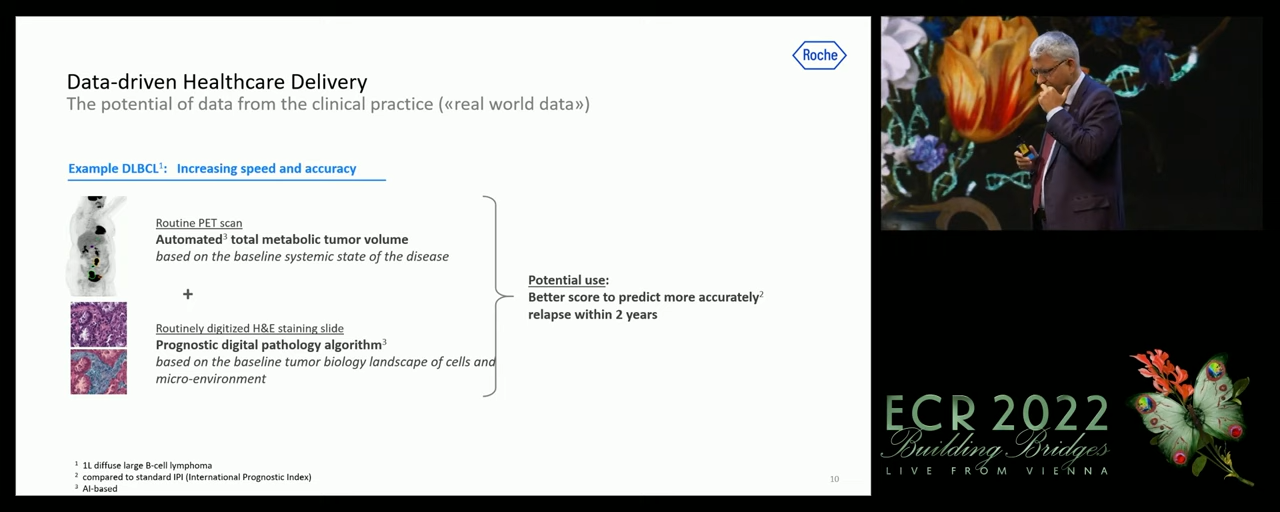 Roche
Data-driven Healthcare Delivery
The potential of data from the clinical practice («real world data»)
Example DLBCL¹: Increasing speed and accuracy
Routine PET scan
Automated³ total metabolic tumor volume
based on the baseline systemic state of the disease
+
Routinely digitized H&E staining slide
Prognostic digital pathology algorithm³
based on the baseline tumor biology landscape of cells and
micro-environment
Potential use:
Better score to predict more accurately²
relapse within 2 years
¹ 1L diffuse large B-cell lymphoma
² compared to standard IPI (International Prognostic Index)
³ AI-based
10
ECR 2022
Building Bridges
LIVE FROM VIENNA